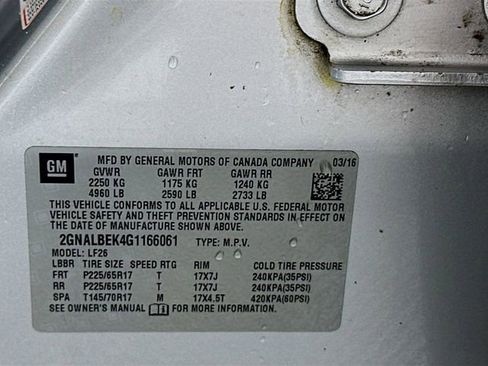 GM
MFD BY GENERAL MOTORS OF CANADA COMPANY 03/16
GVWR GAWR FRT GAWR RR
2250 KG 1175 KG 1240 KG
4960 LB 2590 LB 2733 LB
THIS VEHICLE CONFORMS TO ALL APPLICABLE U.S. FEDERAL MOTOR
VEHICLE SAFETY AND THEFT PREVENTION STANDARDS IN EFFECT ON
THE DATE OF MANUFACTURE SHOWN ABOVE.
2GNALBEK4G1166061 TYPE: M.P.V.
MODEL: LF26
LBBR TIRE SIZE SPEED RTG RIM COLD TIRE PRESSURE
FRT P225/65R17 T 17X7J 240KPA(35PSI)
RR P225/65R17 T 17X7J 240KPA(35PSI)
SPA T145/70R17 M 17X4.5T 420KPA(60PSI)
SEE OWNER'S MANUAL FOR MORE INFORMATION.